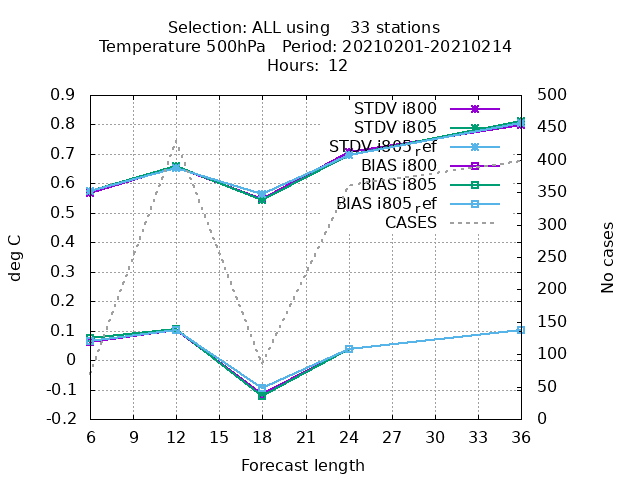 Selection: ALL using    33 stations
Temperature 500hPa   Period: 20210201-20210214
Hours: 12
0.9
0.8
0.7
0.6
0.5
0.4
0.3
0.2
0.1
0
-0.1
-0.2
deg C
STDV i800
STDV i805
STDV i805ref
BIAS i800
BIAS i805
BIAS i805ref
CASES
500
450
400
350
300
250
200
150
100
50
0
No cases
6 9 12 15 18 21 24 27 30 33 36
Forecast length